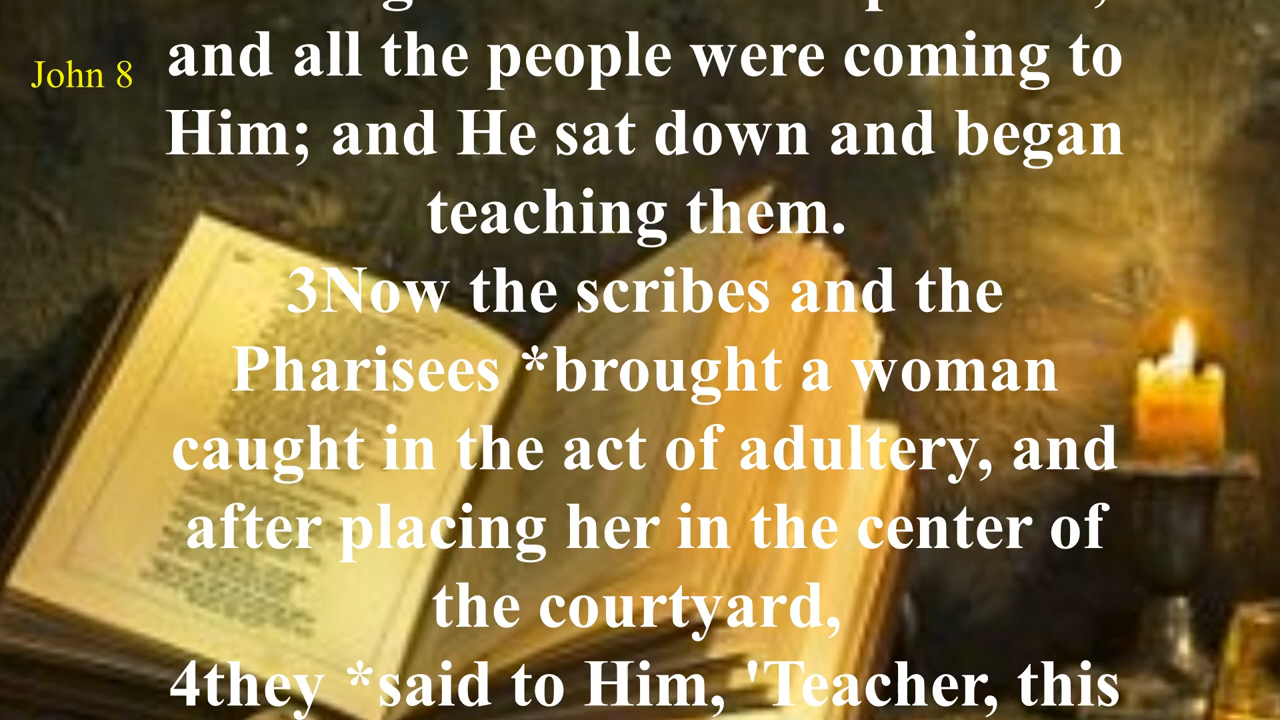 John 8
and all the people were coming to
Him; and He sat down and began
teaching them.
3Now the scribes and the
Pharisees *brought a woman
caught in the act of adultery, and
after placing her in the center of
the courtyard,
4they *said to Him, 'Teacher, this